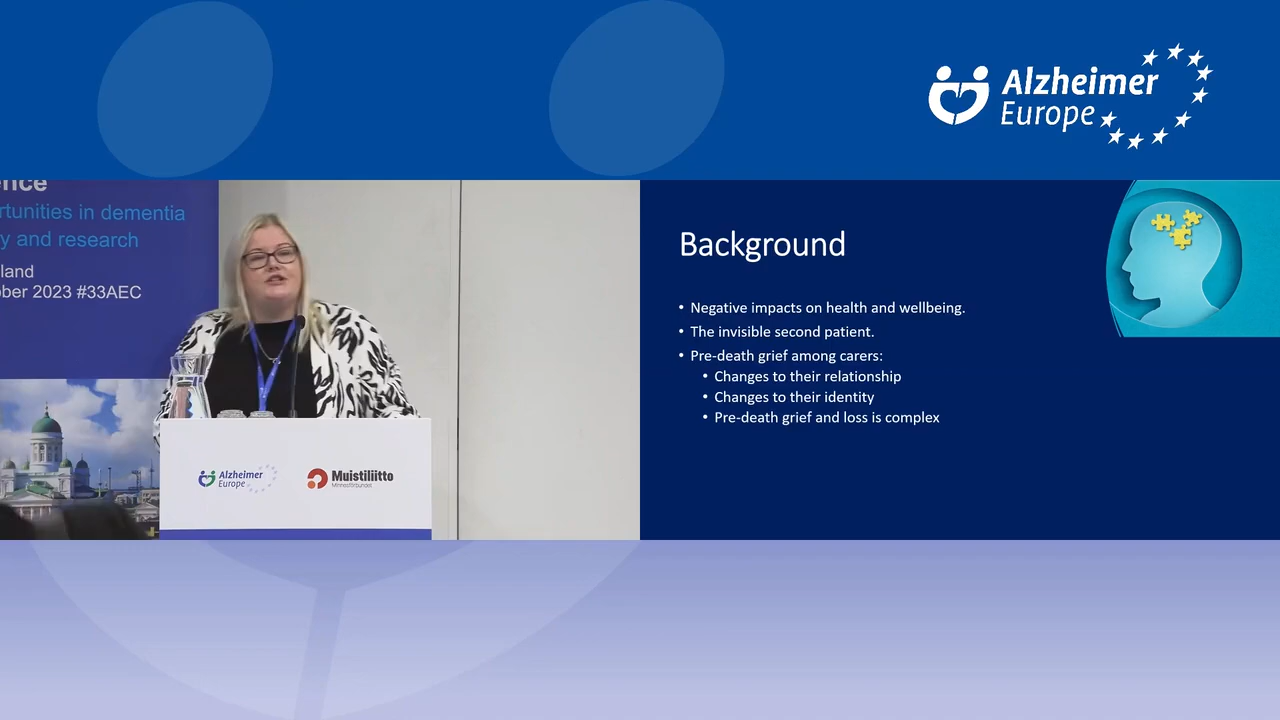 Alzheimer
Europe
ence
rtunities in dementia
y and research
land
ber 2023 #33AEC
Alzheimer
Europe
Muistiliitto
Minnesförbundet
Background
• Negative impacts on health and wellbeing.
• The invisible second patient.
• Pre-death grief among carers:
• Changes to their relationship
• Changes to their identity
• Pre-death grief and loss is complex